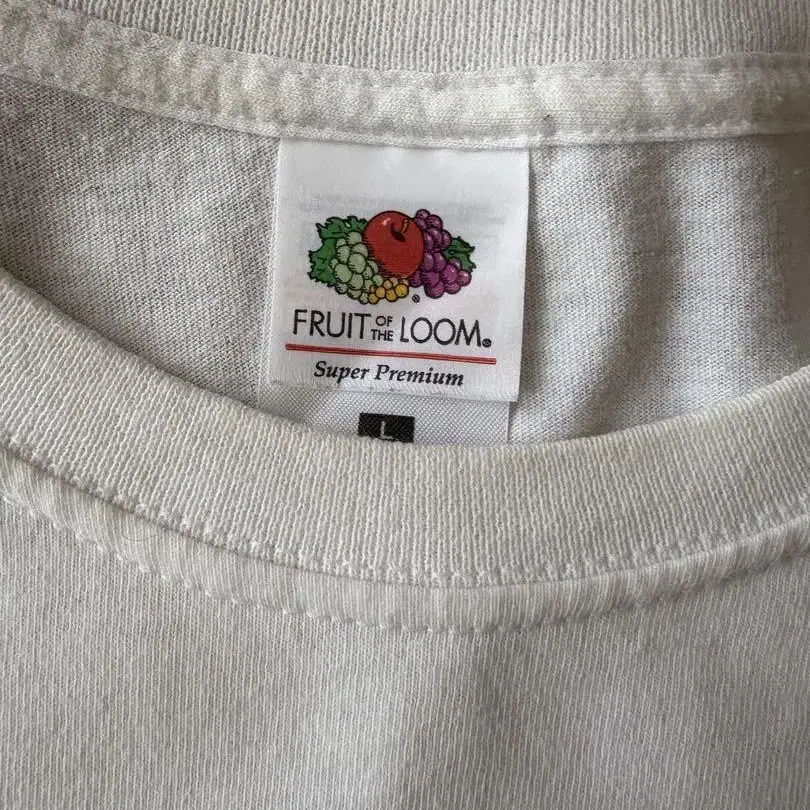 ®
FRUIT OF THE LOOM®
Super Premium
L